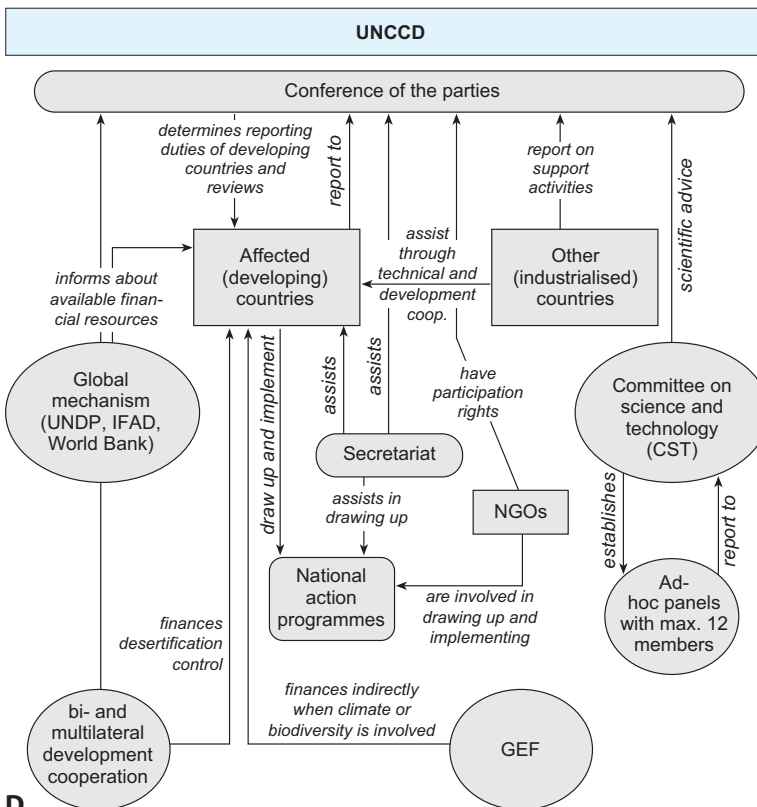 UNCCD
Conference of the parties
determines reporting
duties of developing
countries and
reviews
report to
report on
support
activities
scientific advice
Affected
(developing)
countries
assist
through
technical and
development
coop.
Other
(industrialised)
countries
informs about
available finan-
cial resources
Global
mechanism
(UNDP, IFAD,
World Bank)
draw up and implement
assists
assists
have
participation
rights
Committee on
science and
technology
(CST)
Secretariat
assists in
drawing up
NGOs
establishes
report to
National
action
programmes
are involved in
drawing up and
implementing
Ad-
hoc panels
with max. 12
members
finances
desertification
control
finances indirectly
when climate or
biodiversity is involved
bi- and
multilateral
development
cooperation
GEF
D